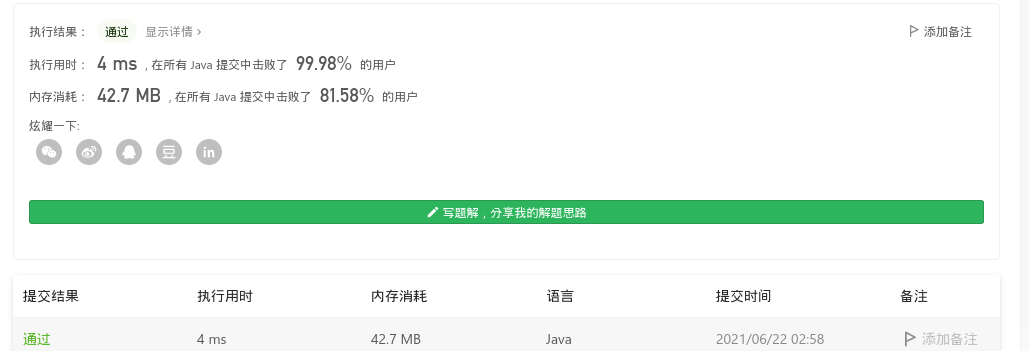 执行结果： 通过 显示详情 › 添加备注
执行用时： 4 ms , 在所有 Java 提交中击败了 99.98% 的用户
内存消耗： 42.7 MB , 在所有 Java 提交中击败了 81.58% 的用户
炫耀一下:
豆 in
写题解，分享我的解题思路
提交结果 执行用时 内存消耗 语言 提交时间 备注
通过 4 ms 42.7 MB Java 2021/06/22 02:58 添加备注